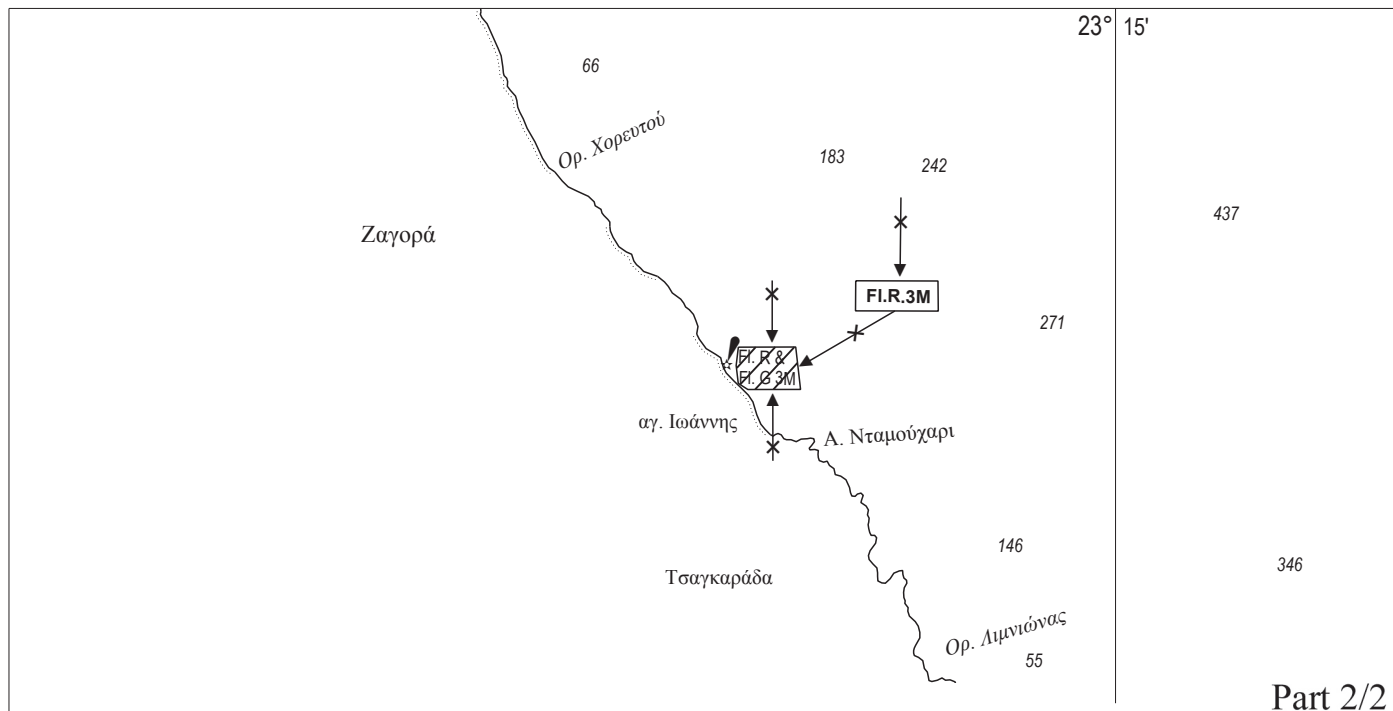 23° 15'
66
Ορ. Χορευτού
183
242
437
Ζαγορά
Fl.R.3M
271
Fl. R &
Fl. G 3M
αγ. Ιωάννης
Α. Νταμούχαρι
146
346
Τσαγκαράδα
Ορ. Λιμνιώνας
55
Part 2/2